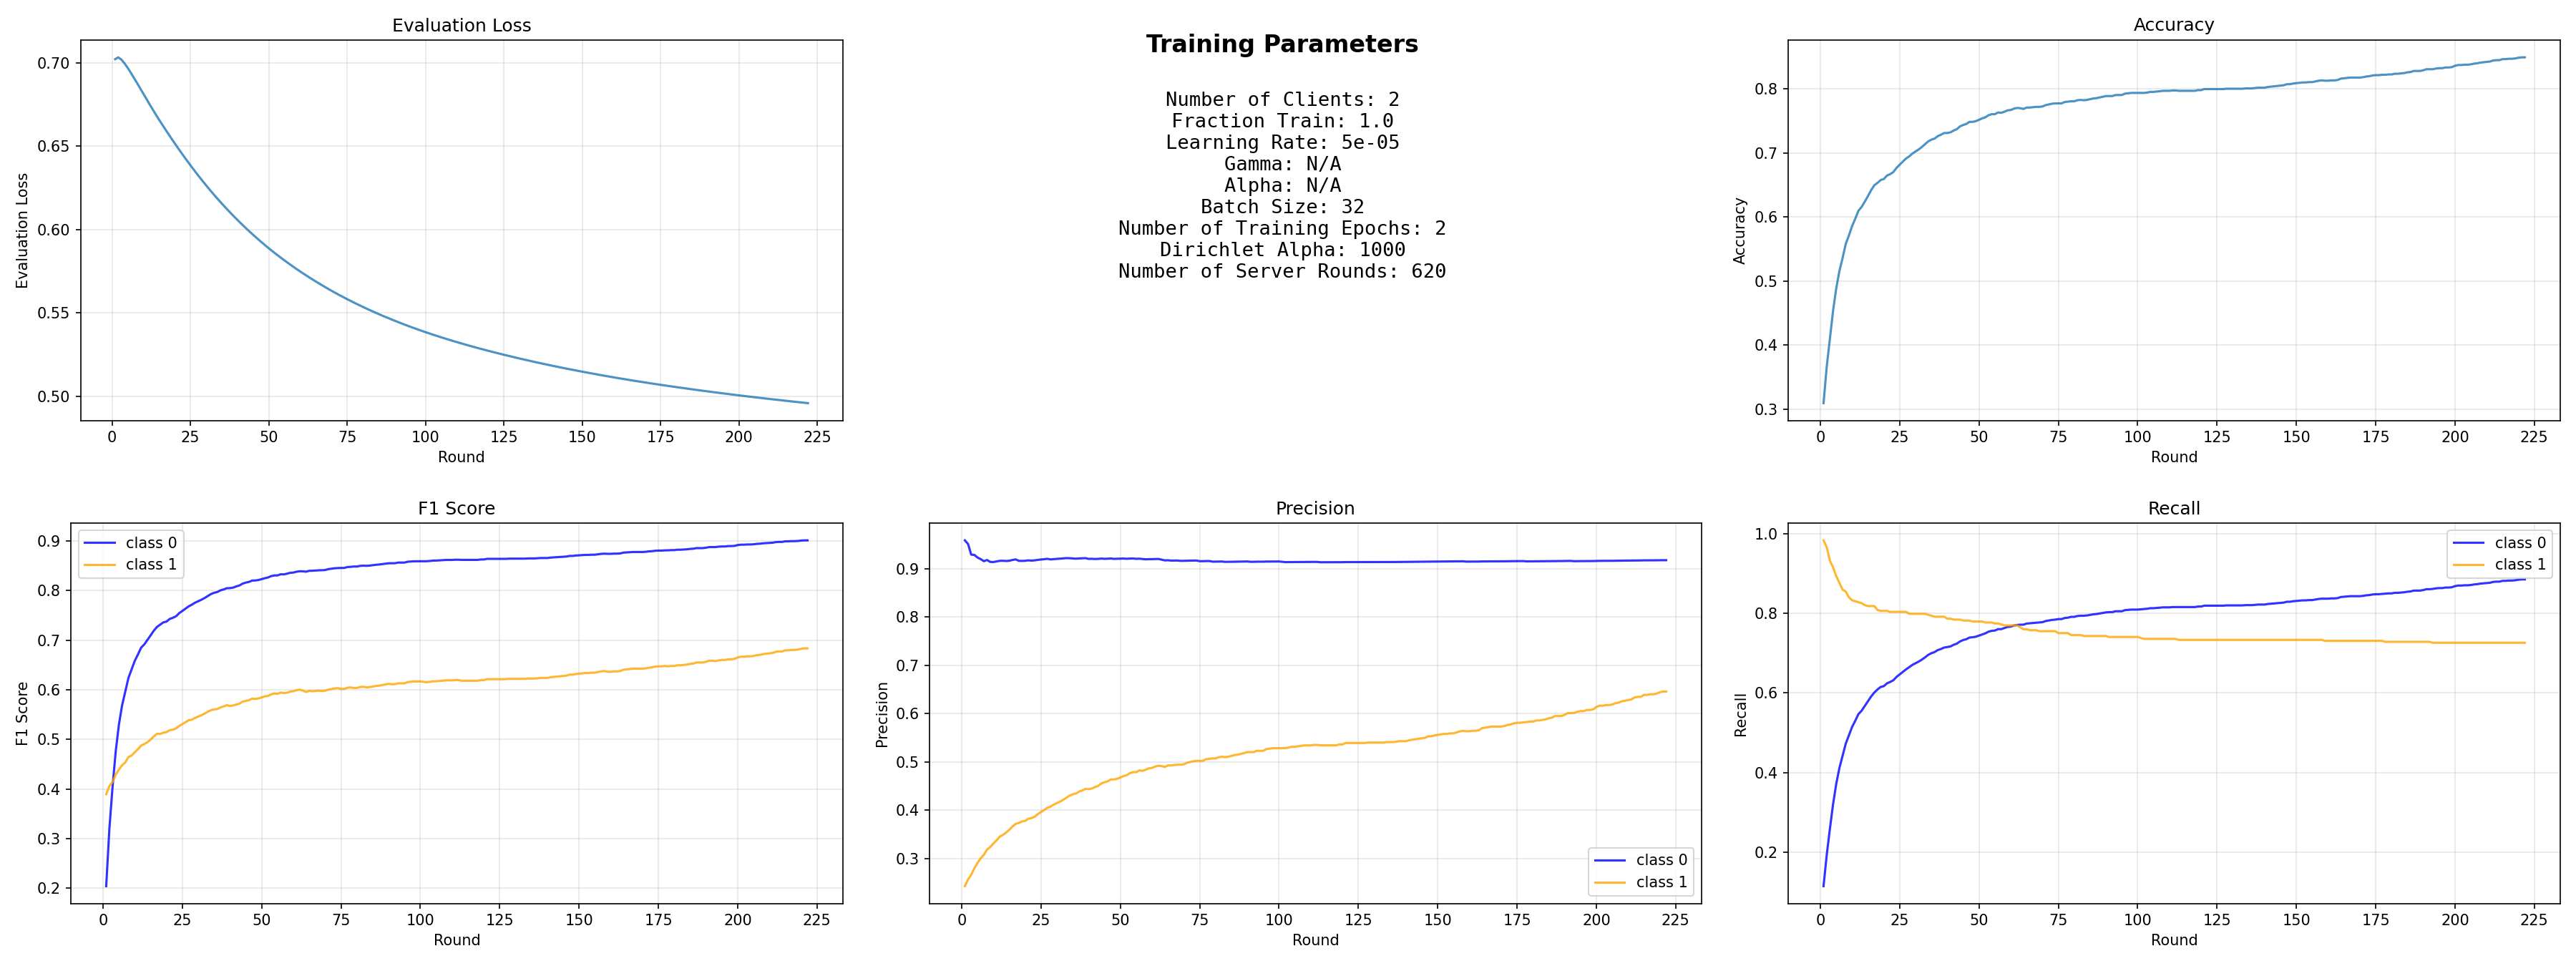 Evaluation Loss
0.70
0.65
0.60
0.55
0.50
Evaluation Loss
0 25 50 75 100 125 150 175 200 225
Round
Training Parameters
Number of Clients: 2
Fraction Train: 1.0
Learning Rate: 5e-05
Gamma: N/A
Alpha: N/A
Batch Size: 32
Number of Training Epochs: 2
Dirichlet Alpha: 1000
Number of Server Rounds: 620
Accuracy
0.8
0.7
0.6
0.5
0.4
0.3
Accuracy
0 25 50 75 100 125 150 175 200 225
Round
F1 Score
class 0
class 1
0.9
0.8
0.7
0.6
0.5
0.4
0.3
0.2
F1 Score
0 25 50 75 100 125 150 175 200 225
Round
Precision
0.9
0.8
0.7
0.6
0.5
0.4
0.3
Precision
class 0
class 1
0 25 50 75 100 125 150 175 200 225
Round
Recall
class 0
class 1
1.0
0.8
0.6
0.4
0.2
Recall
0 25 50 75 100 125 150 175 200 225
Round